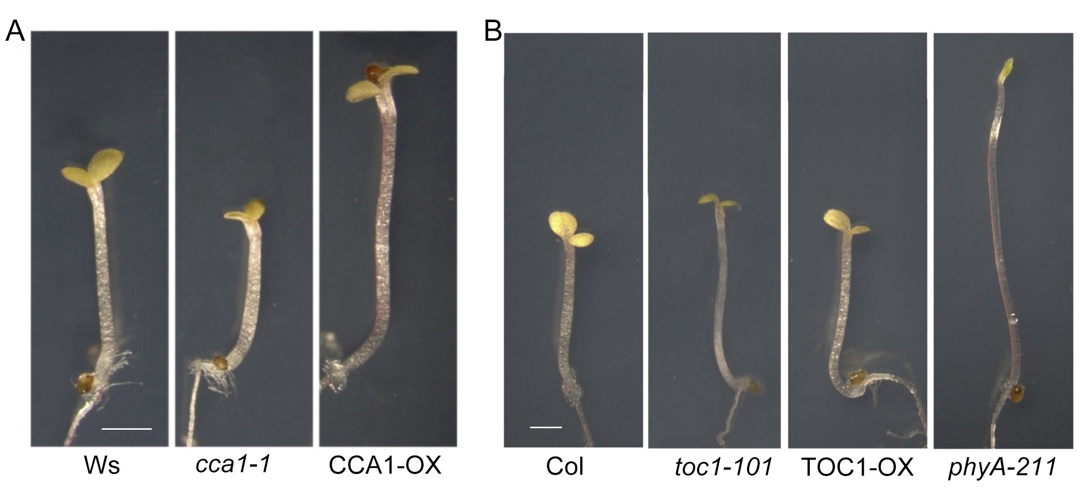 A
B
Ws
cca1-1
CCA1-OX
Col
toc1-101
TOC1-OX
phyA-211